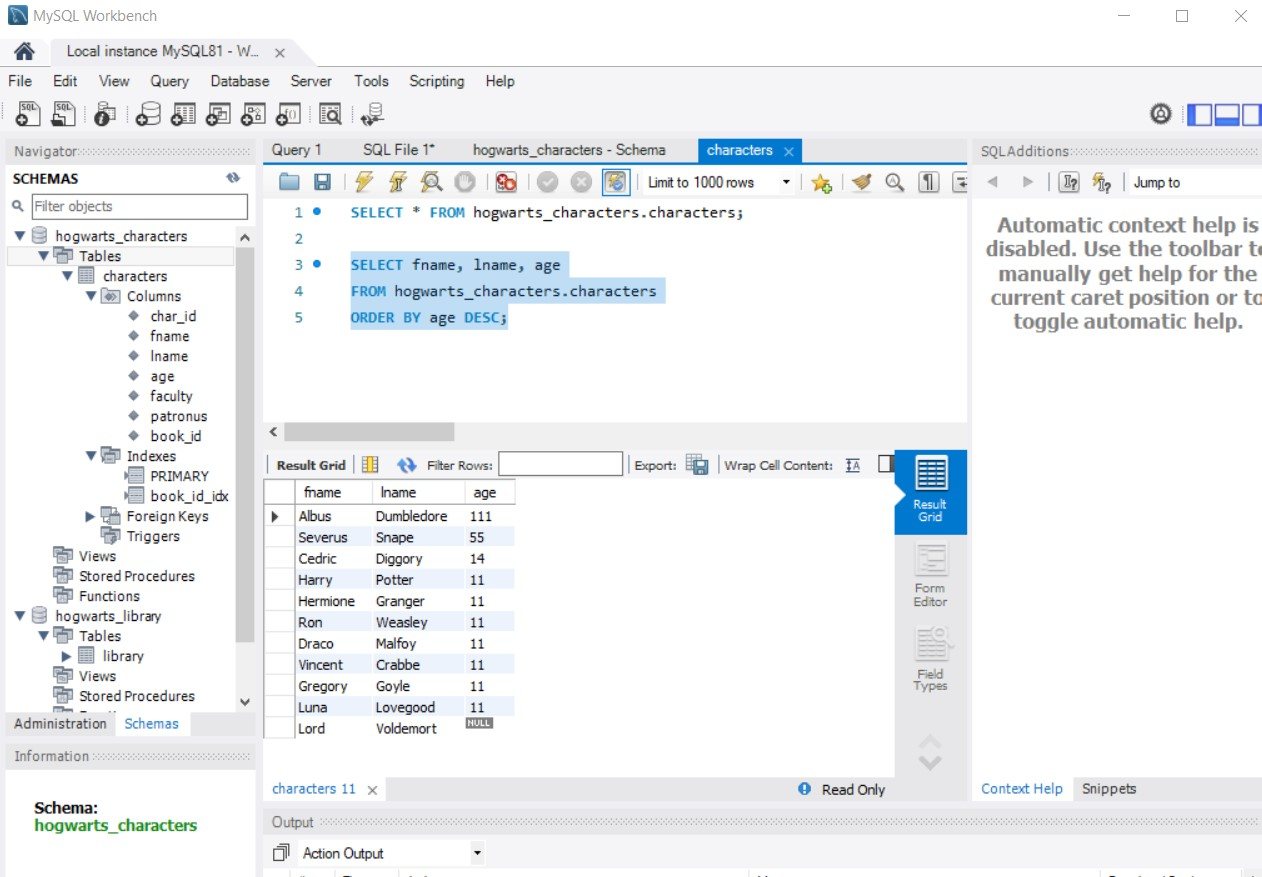 MySQL Workbench
Local instance MySQL81 - W...
File Edit View Query Database Server Tools Scripting Help
Navigator
SCHEMAS
Filter objects
hogwarts_characters
Tables
characters
Columns
char_id
fname
lname
age
faculty
patronus
book_id
Indexes
PRIMARY
book_id_idx
Foreign Keys
Triggers
Views
Stored Procedures
Functions
hogwarts_library
Tables
library
Views
Stored Procedures
Administration Schemas
Information
Schema:
hogwarts_characters
Query 1 SQL File 1* hogwarts_characters - Schema characters
Limit to 1000 rows
1 SELECT * FROM hogwarts_characters.characters;
2
3 SELECT fname, lname, age
4 FROM hogwarts_characters.characters
5 ORDER BY age DESC;
Result Grid Filter Rows: Export: Wrap Cell Content:
fname lname age
Albus Dumbledore 111
Severus Snape 55
Cedric Diggory 14
Harry Potter 11
Hermione Granger 11
Ron Weasley 11
Draco Malfoy 11
Vincent Crabbe 11
Gregory Goyle 11
Luna Lovegood 11
Lord Voldemort NULL
Result
Grid
Form
Editor
Field
Types
characters 11 Read Only
Output
Action Output
SQLAdditions
Jump to
Automatic context help is
disabled. Use the toolbar to
manually get help for the
current caret position or to
toggle automatic help.
Context Help Snippets